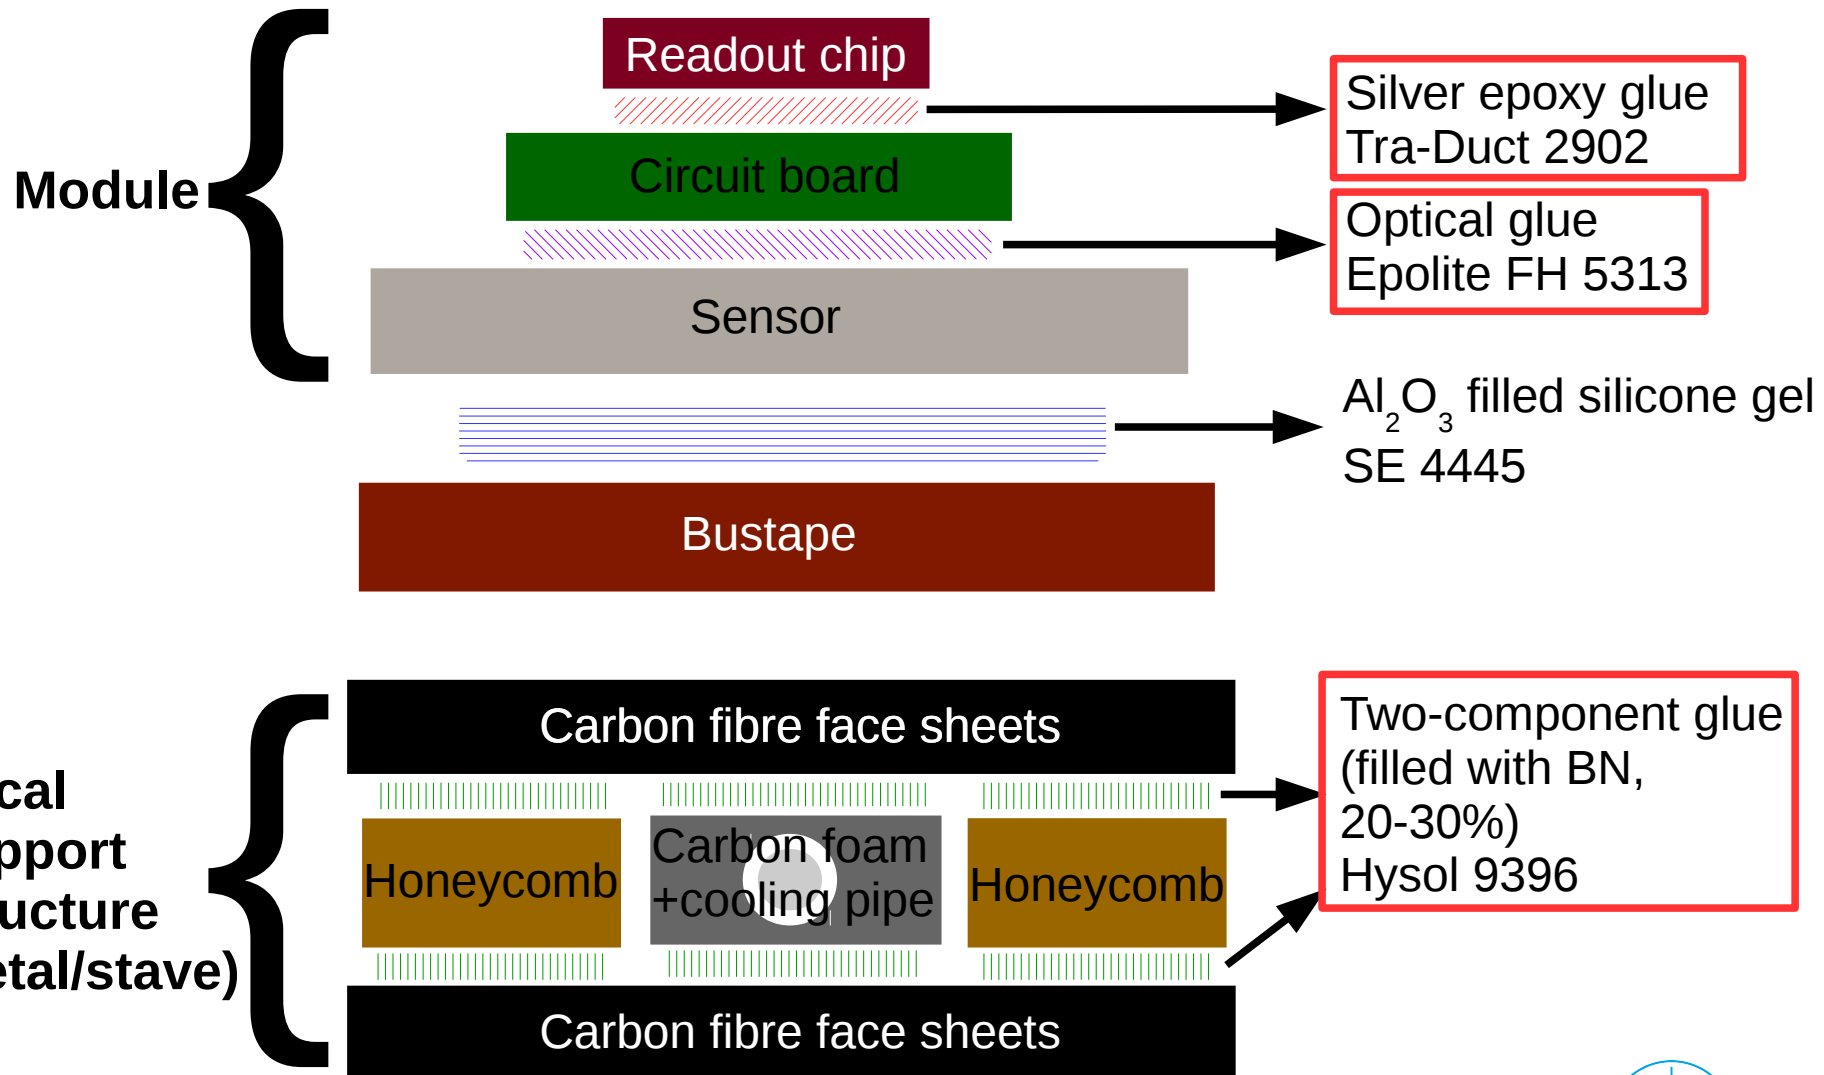 Readout chip
Silver epoxy glue
Tra-Duct 2902
Module
Circuit board
Optical glue
Epolite FH 5313
Sensor
Al₂O₃ filled silicone gel
SE 4445
Bustape
Carbon fibre face sheets
Two-component glue
(filled with BN,
20-30%)
Hysol 9396
cal
pport
ucture
etal/stave)
Honeycomb
Carbon foam
+cooling pipe
Honeycomb
Carbon fibre face sheets